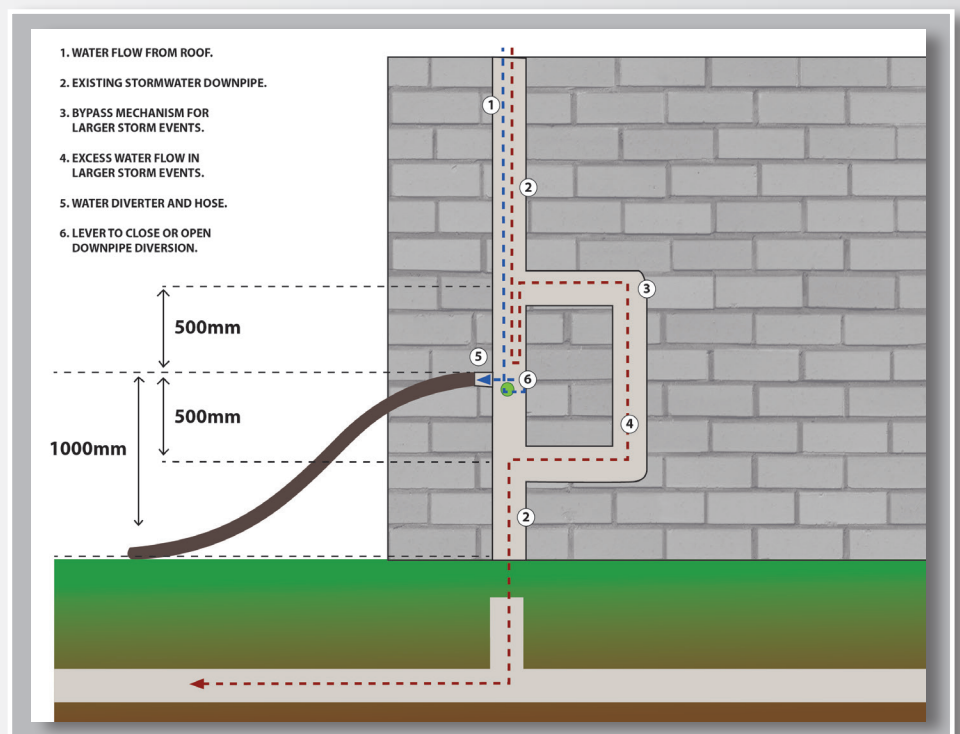 1. WATER FLOW FROM ROOF.
2. EXISTING STORMWATER DOWNPIPE.
3. BYPASS MECHANISM FOR
LARGER STORM EVENTS.
4. EXCESS WATER FLOW IN
LARGER STORM EVENTS.
5. WATER DIVERTER AND HOSE.
6. LEVER TO CLOSE OR OPEN
DOWNPIPE DIVERSION.
1
2
3
500mm
5
6
500mm
4
1000mm
2